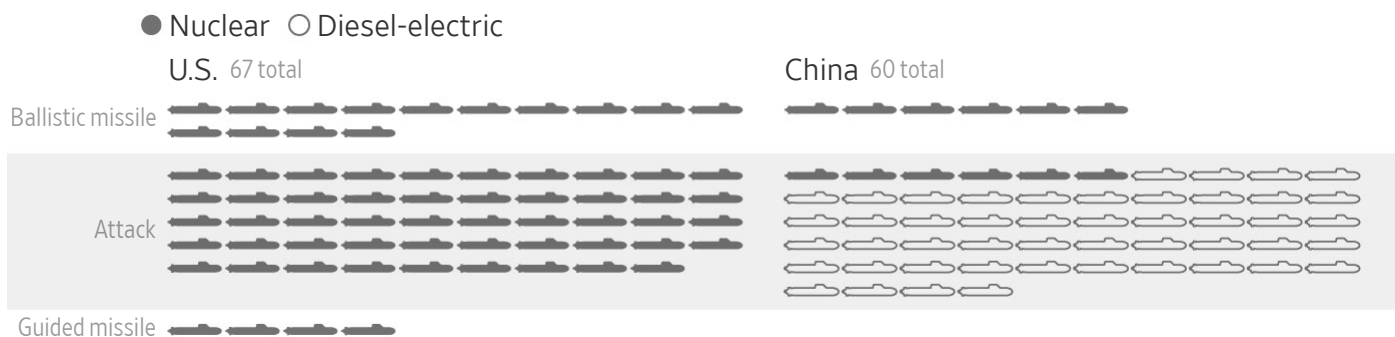 Nuclear Diesel-electric
U.S. 67 total China 60 total
Ballistic missile
Attack
Guided missile